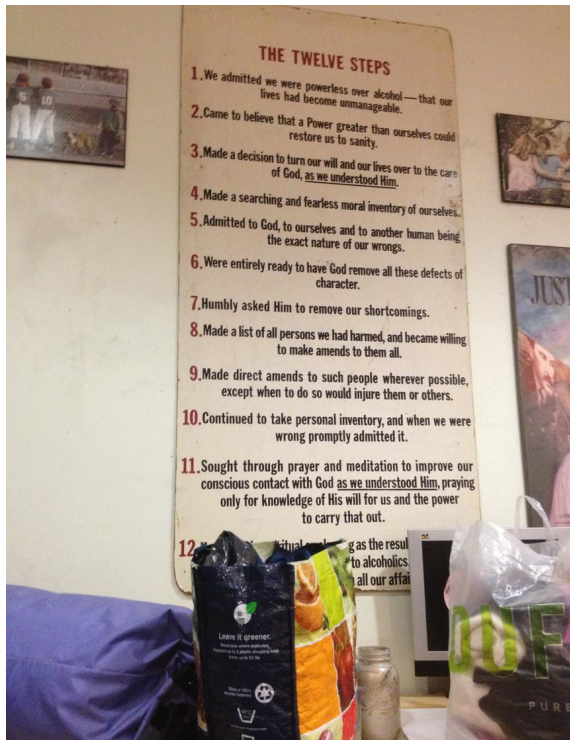 THE TWELVE STEPS
1. We admitted we were powerless over alcohol — that our
lives had become unmanageable.
2. Came to believe that a Power greater than ourselves could
restore us to sanity.
3. Made a decision to turn our will and our lives over to the care
of God, as we understood Him.
4. Made a searching and fearless moral inventory of ourselves.
5. Admitted to God, to ourselves and to another human being
the exact nature of our wrongs.
6. Were entirely ready to have God remove all these defects of
character.
7. Humbly asked Him to remove our shortcomings.
8. Made a list of all persons we had harmed, and became willing
to make amends to them all.
9. Made direct amends to such people wherever possible,
except when to do so would injure them or others.
10. Continued to take personal inventory, and when we were
wrong promptly admitted it.
11. Sought through prayer and meditation to improve our
conscious contact with God as we understood Him, praying
only for knowledge of His will for us and the power
to carry that out.
12. as the resul
to alcoholics
all our affai
5 10
JUST
Leave it greener.
OUF
PURE